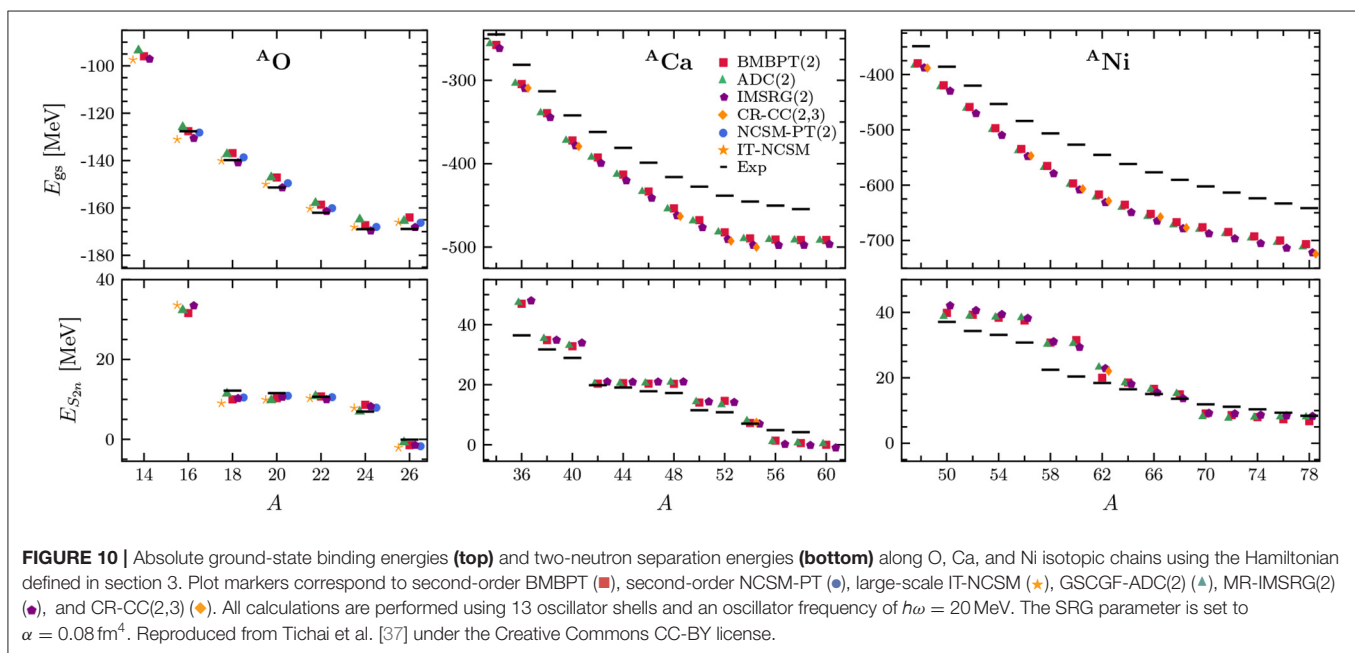 ᴬO
ᴬCa
ᴬNi
BMBPT(2)
ADC(2)
IMSRG(2)
CR-CC(2,3)
NCSM-PT(2)
IT-NCSM
Exp
E_gs [MeV]
-100
-120
-140
-160
-180
-300
-400
-500
-400
-500
-600
-700
E_S₂ₙ [MeV]
40
20
0
40
20
0
40
20
0
14 16 18 20 22 24 26
36 40 44 48 52 56 60
50 54 58 62 66 70 74 78
A
A
A
FIGURE 10 | Absolute ground-state binding energies (top) and two-neutron separation energies (bottom) along O, Ca, and Ni isotopic chains using the Hamiltonian
defined in section 3. Plot markers correspond to second-order BMBPT (■), second-order NCSM-PT (●), large-scale IT-NCSM (★), GSCGF-ADC(2) (▲), MR-IMSRG(2)
(⬟), and CR-CC(2,3) (◆). All calculations are performed using 13 oscillator shells and an oscillator frequency of ℏω = 20 MeV. The SRG parameter is set to
α = 0.08 fm⁴. Reproduced from Tichai et al. [37] under the Creative Commons CC-BY license.